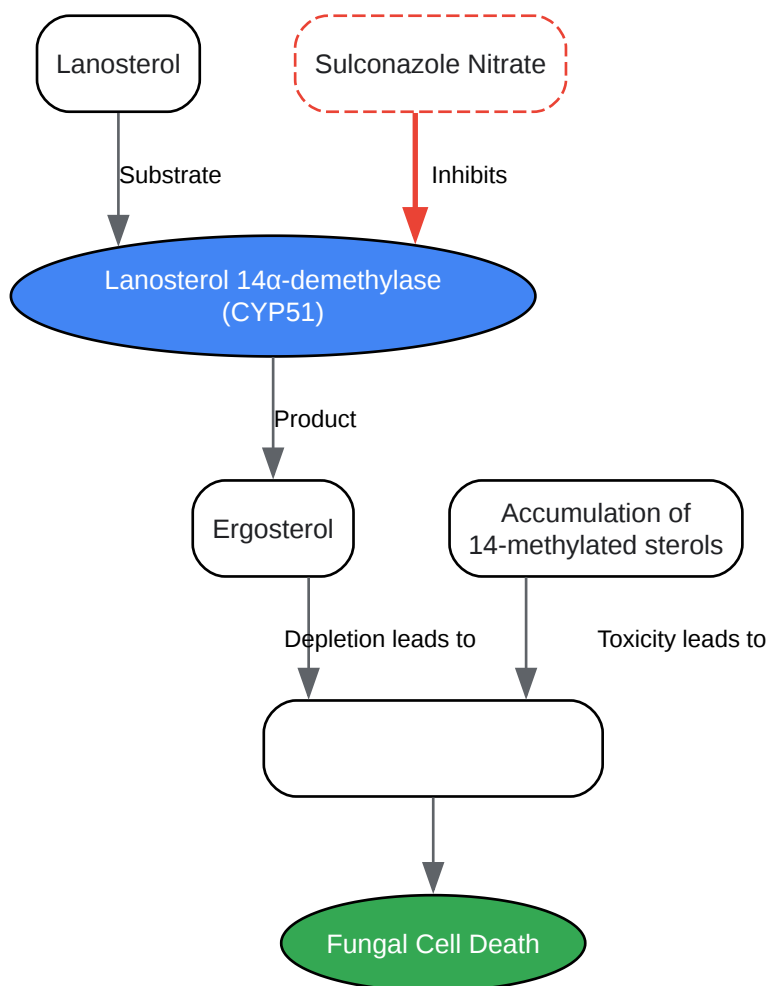 Lanosterol
Sulconazole Nitrate
Substrate
Inhibits
Lanosterol 14α-demethylase
(CYP51)
Product
Ergosterol
Accumulation of
14-methylated sterols
Depletion leads to
Toxicity leads to
Fungal Cell Death